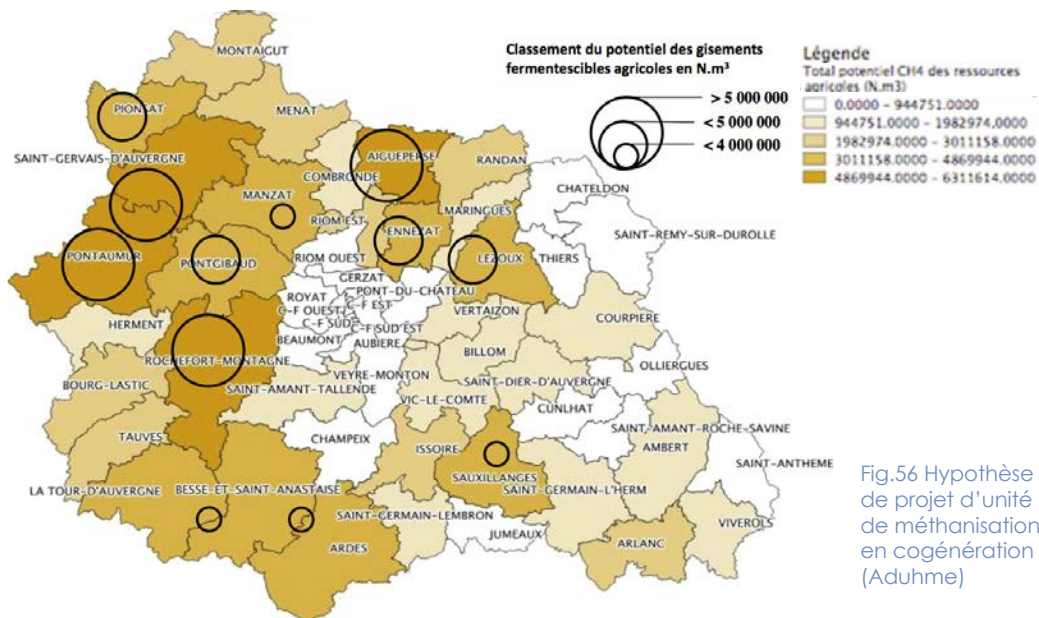 Classement du potentiel des gisements
fermentescibles agricoles en N.m³
> 5 000 000
< 5 000 000
< 4 000 000
Légende
Total potentiel CH4 des ressources
agricoles (N.m3)
0.0000 - 944751.0000
944751.0000 - 1982974.0000
1982974.0000 - 3011158.0000
3011158.0000 - 4869944.0000
4869944.0000 - 6311614.0000
MONTAIGUT
PIONSAT
MENAT
SAINT-GERVAIS-D'AUVERGNE
AIGUEPERSE
RANDAN
COMBRONDE
CHATELDON
MANZAT
MARINGUES
RIOM EST
ENNEZAT
SAINT-REMY-SUR-DUROLLE
PONTAUMUR
PONTGIBAUD
RIOM OUEST
LEZOUX
THIERS
GERZAT
PONT-DU-CHATEAU
ROYAT
C-F EST
C-F OUEST
C-F SUD
VERTAIZON
COURPIERE
HERMENT
C-F SUD EST
BEAUMONT
AUBIERE
ROCHEFORT-MONTAGNE
BILLOM
OLLIERGUES
VEYRE-MONTON
BOURG-LASTIC
SAINT-AMANT-TALLENDE
SAINT-DIER-D'AUVERGNE
VIC-LE-COMTE
CUNLHAT
SAINT-AMANT-ROCHE-SAVINE
TAUVES
CHAMPEIX
ISSOIRE
AMBERT
SAINT-ANTHEME
SAUXILLANGES
LA TOUR-D'AUVERGNE
BESSE-ET-SAINT-ANASTAISE
SAINT-GERMAIN-L'HERM
SAINT-GERMAIN-LEMBRON
VIVEROLS
JUMEAUX
ARDES
ARLANC
Fig.56 Hypothèse
de projet d'unité
de méthanisation
en cogénération
(Aduhme)